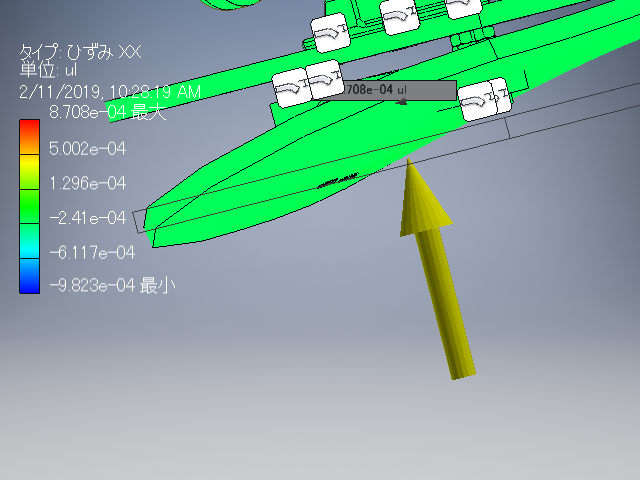 タイプ: ひずみ XX
単位: ul
2/11/2019, 10:28:19 AM
8.708e-04 最大
5.002e-04
1.296e-04
-2.41e-04
-6.117e-04
-9.823e-04 最小
708e-04 ul